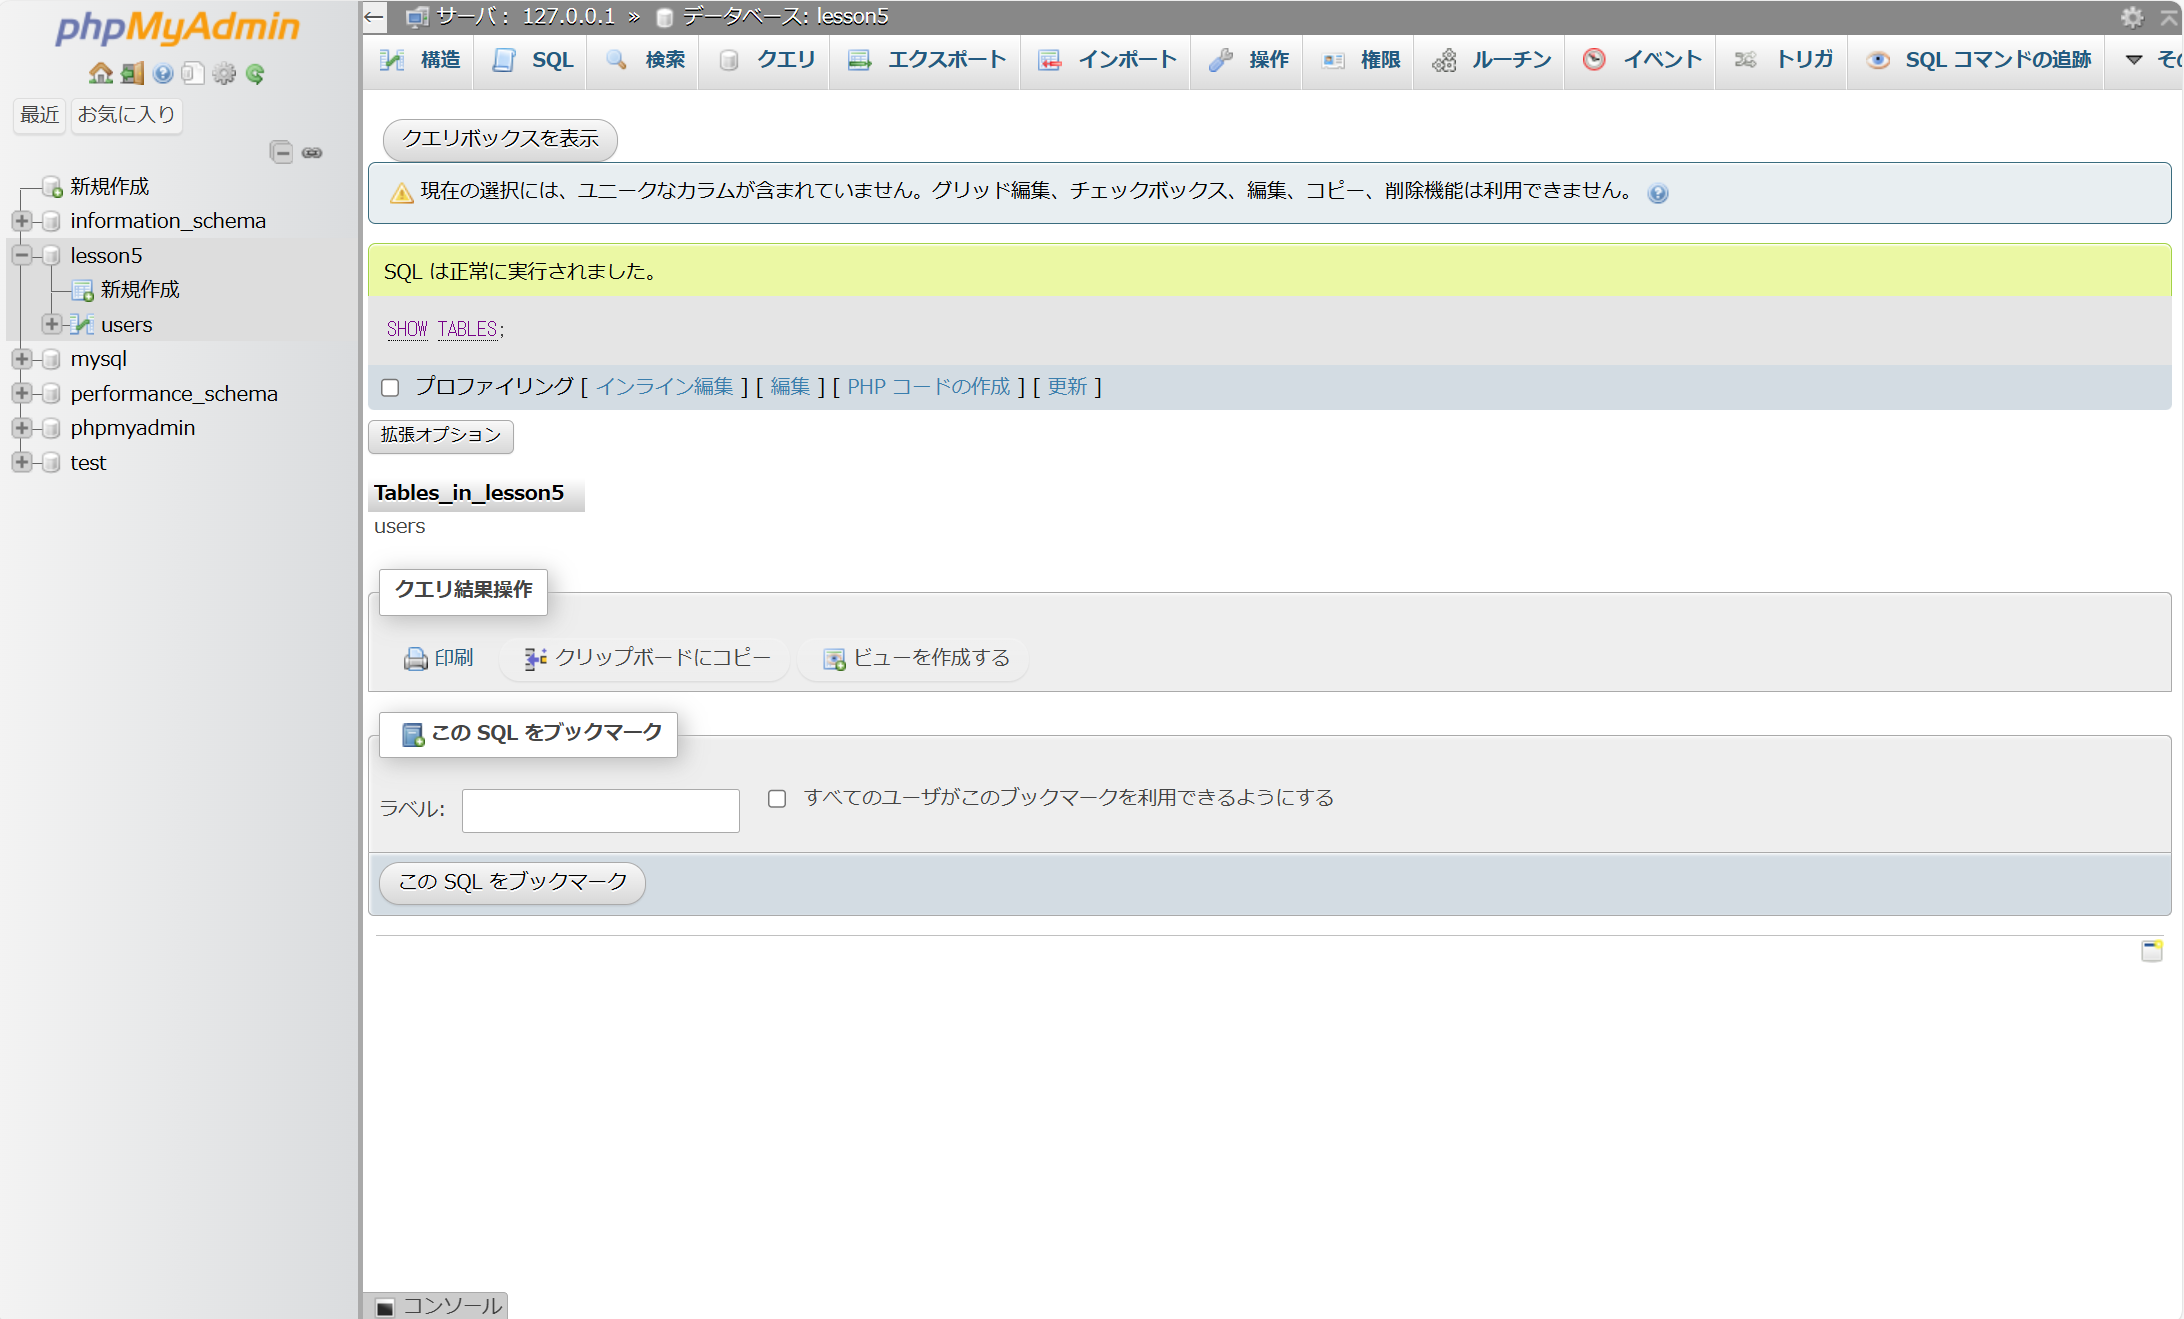 phpMyAdmin
最近 お気に入り
新規作成
information_schema
lesson5
新規作成
users
mysql
performance_schema
phpmyadmin
test
サーバ： 127.0.0.1 » データベース: lesson5
構造 SQL 検索 クエリ エクスポート インポート 操作 権限 ルーチン イベント トリガ SQL コマンドの追跡
クエリボックスを表示
現在の選択には、ユニークなカラムが含まれていません。グリッド編集、チェックボックス、編集、コピー、削除機能は利用できません。
SQL は正常に実行されました。
SHOW TABLES;
プロファイリング [ インライン編集 ] [ 編集 ] [ PHP コードの作成 ] [ 更新 ]
拡張オプション
Tables_in_lesson5
users
クエリ結果操作
印刷 クリップボードにコピー ビューを作成する
この SQL をブックマーク
ラベル: すべてのユーザがこのブックマークを利用できるようにする
この SQL をブックマーク
コンソール